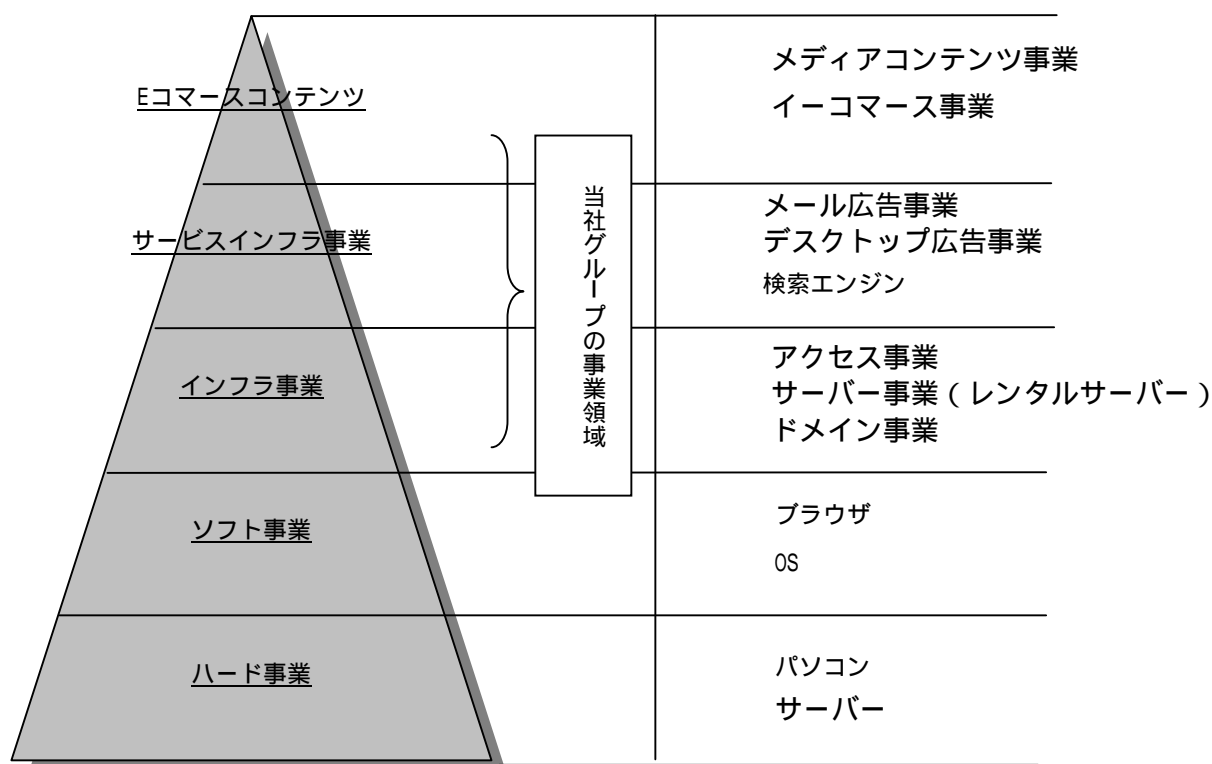 Eコマースコンテンツ
メディアコンテンツ事業
イーコマース事業
当社グループの事業領域
サービスインフラ事業
メール広告事業
デスクトップ広告事業
検索エンジン
インフラ事業
アクセス事業
サーバー事業(レンタルサーバー)
ドメイン事業
ソフト事業
ブラウザ
OS
ハード事業
パソコン
サーバー